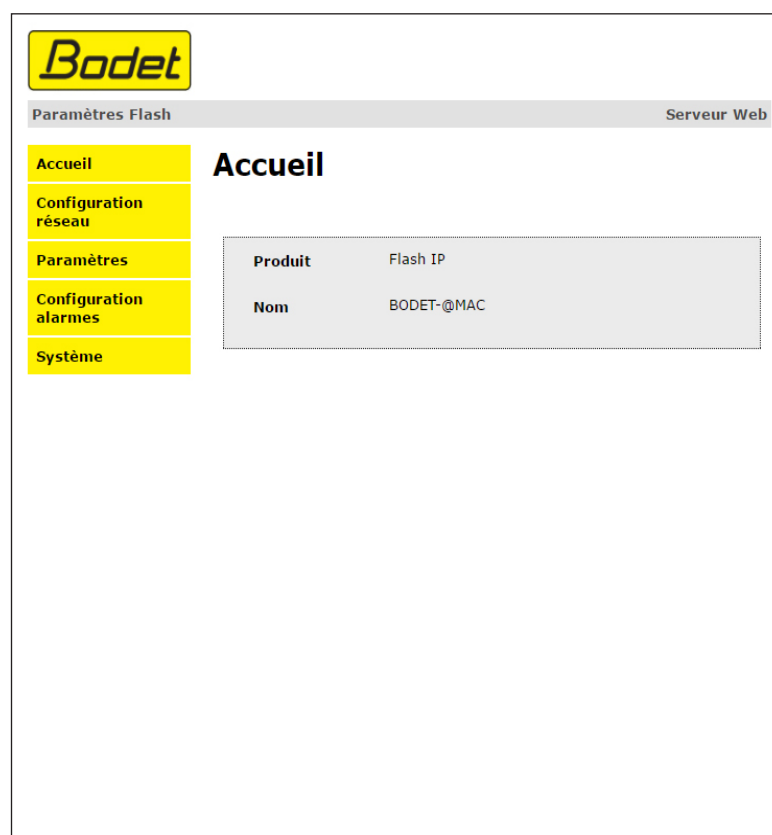 Bodet
Paramètres Flash Serveur Web
Accueil
Configuration
réseau
Paramètres
Configuration
alarmes
Système
Accueil
Produit Flash IP
Nom BODET-@MAC